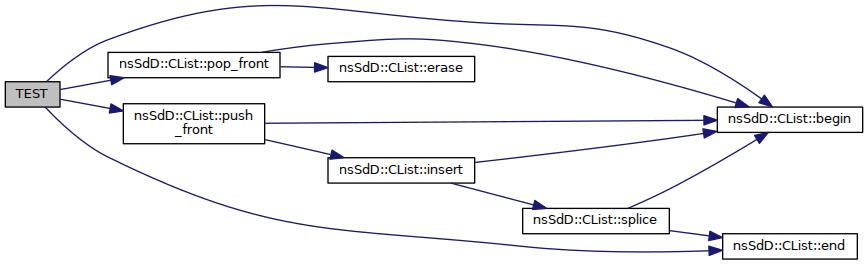 nsSdD::CList::pop_front
nsSdD::CList::erase
TEST
nsSdD::CList::push
_front
nsSdD::CList::begin
nsSdD::CList::insert
nsSdD::CList::splice
nsSdD::CList::end